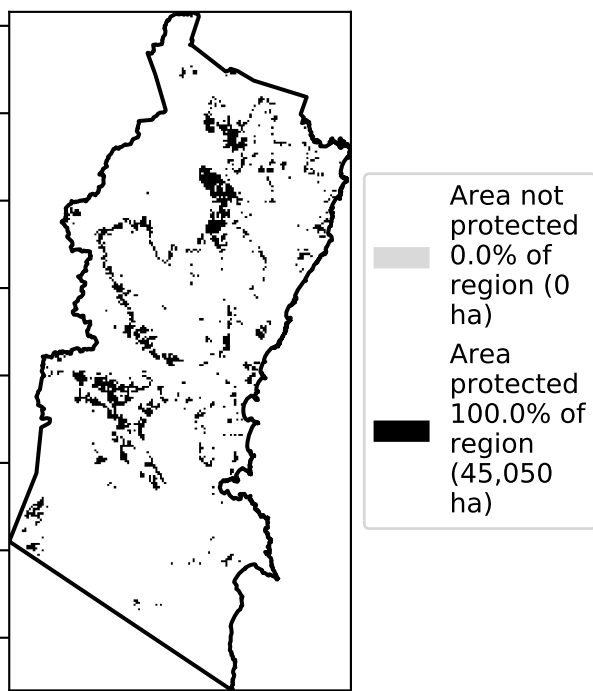 Area not
protected
0.0% of
region (0
ha)
Area
protected
100.0% of
region
(45,050
ha)